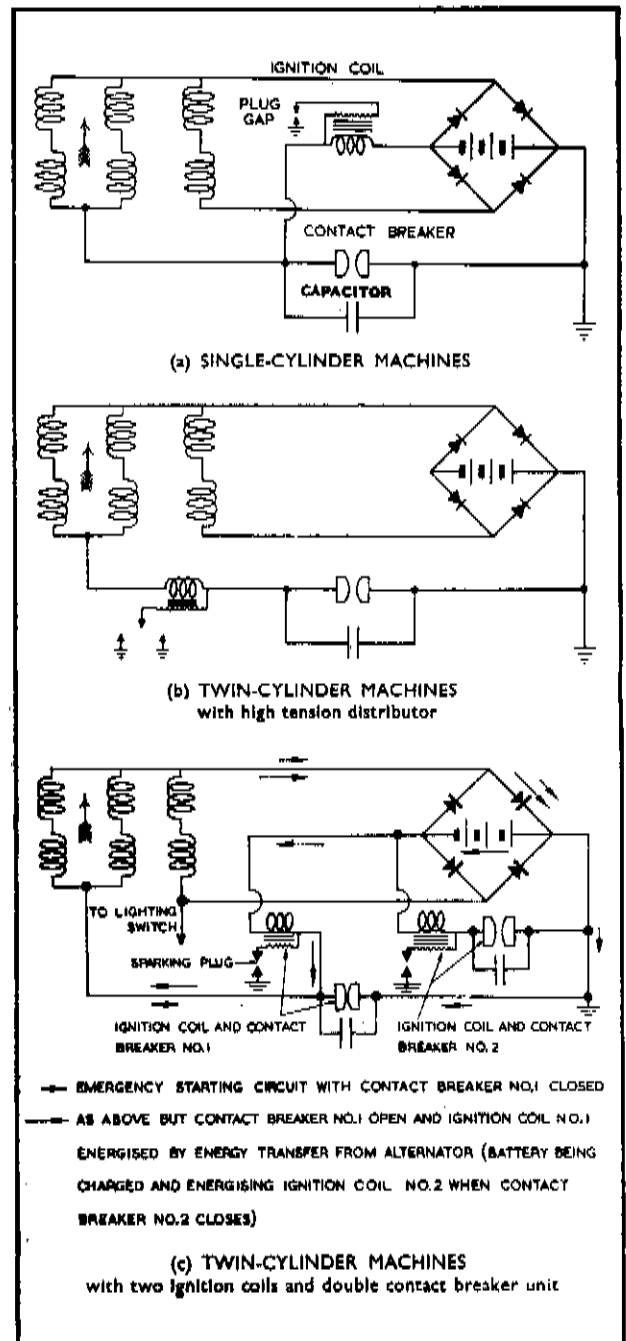 IGNITION COIL
PLUG
GAP
CONTACT BREAKER
CAPACITOR
(a) SINGLE-CYLINDER MACHINES
(b) TWIN-CYLINDER MACHINES
with high tension distributor
TO LIGHTING
SWITCH
SPARKING PLUG
IGNITION COIL AND CONTACT
BREAKER NO.1
IGNITION COIL AND CONTACT
BREAKER NO. 2
EMERGENCY STARTING CIRCUIT WITH CONTACT BREAKER NO.1 CLOSED
AS ABOVE BUT CONTACT BREAKER NO.1 OPEN AND IGNITION COIL NO.1
ENERGISED BY ENERGY TRANSFER FROM ALTERNATOR (BATTERY BEING
CHARGED AND ENERGISING IGNITION COIL NO.2 WHEN CONTACT
BREAKER NO.2 CLOSES)
(c) TWIN-CYLINDER MACHINES
with two ignition coils and double contact breaker unit